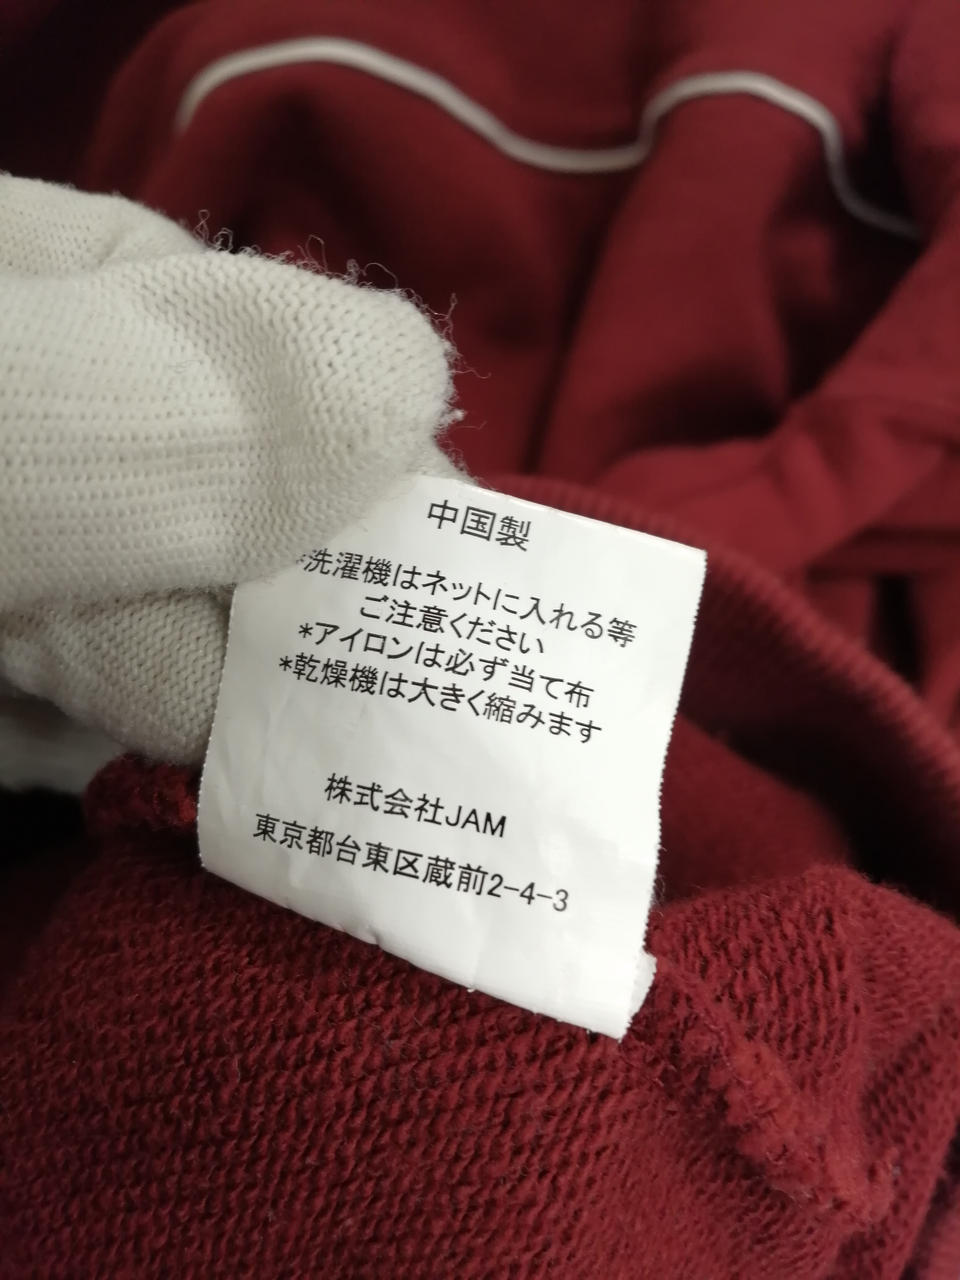 中国製
*洗濯機はネットに入れる等
ご注意ください
*アイロンは必ず当て布
*乾燥機は大きく縮みます
株式会社JAM
東京都台東区蔵前2-4-3